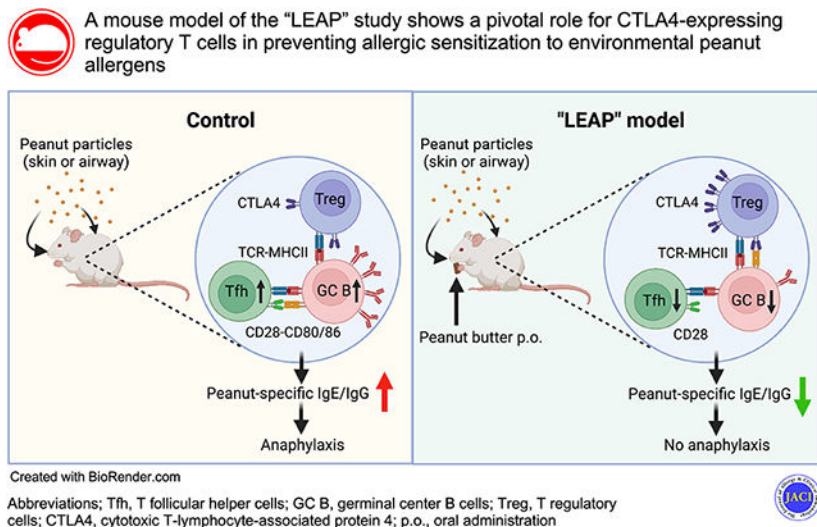 A mouse model of the “LEAP” study shows a pivotal role for CTLA4-expressing
regulatory T cells in preventing allergic sensitization to environmental peanut
allergens
Control
Peanut particles
(skin or airway)
CTLA4
Treg
TCR-MHCII
Tfh
GC B
CD28-CD80/86
Peanut-specific IgE/IgG
Anaphylaxis
"LEAP" model
Peanut particles
(skin or airway)
CTLA4
Treg
TCR-MHCII
Tfh
GC B
CD28
Peanut butter p.o.
Peanut-specific IgE/IgG
No anaphylaxis
Created with BioRender.com
Abbreviations; Tfh, T follicular helper cells; GC B, germinal center B cells; Treg, T regulatory
cells; CTLA4, cytotoxic T-lymphocyte-associated protein 4; p.o., oral administration
JACI